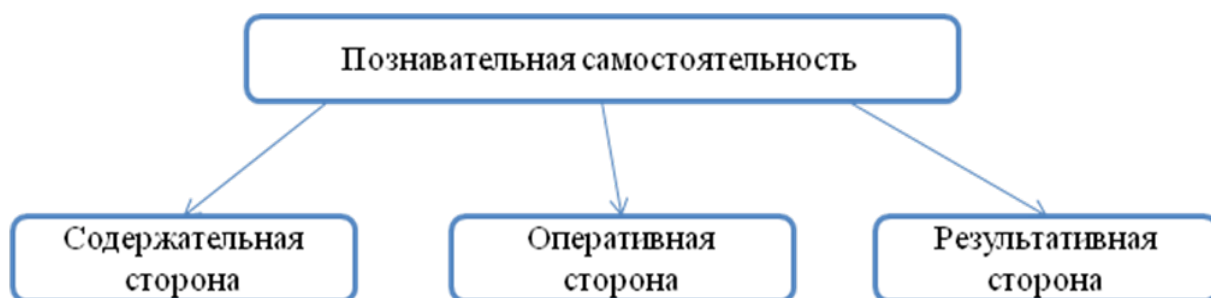 Познавательная самостоятельность
Содержательная
сторона
Оперативная
сторона
Результативная
сторона